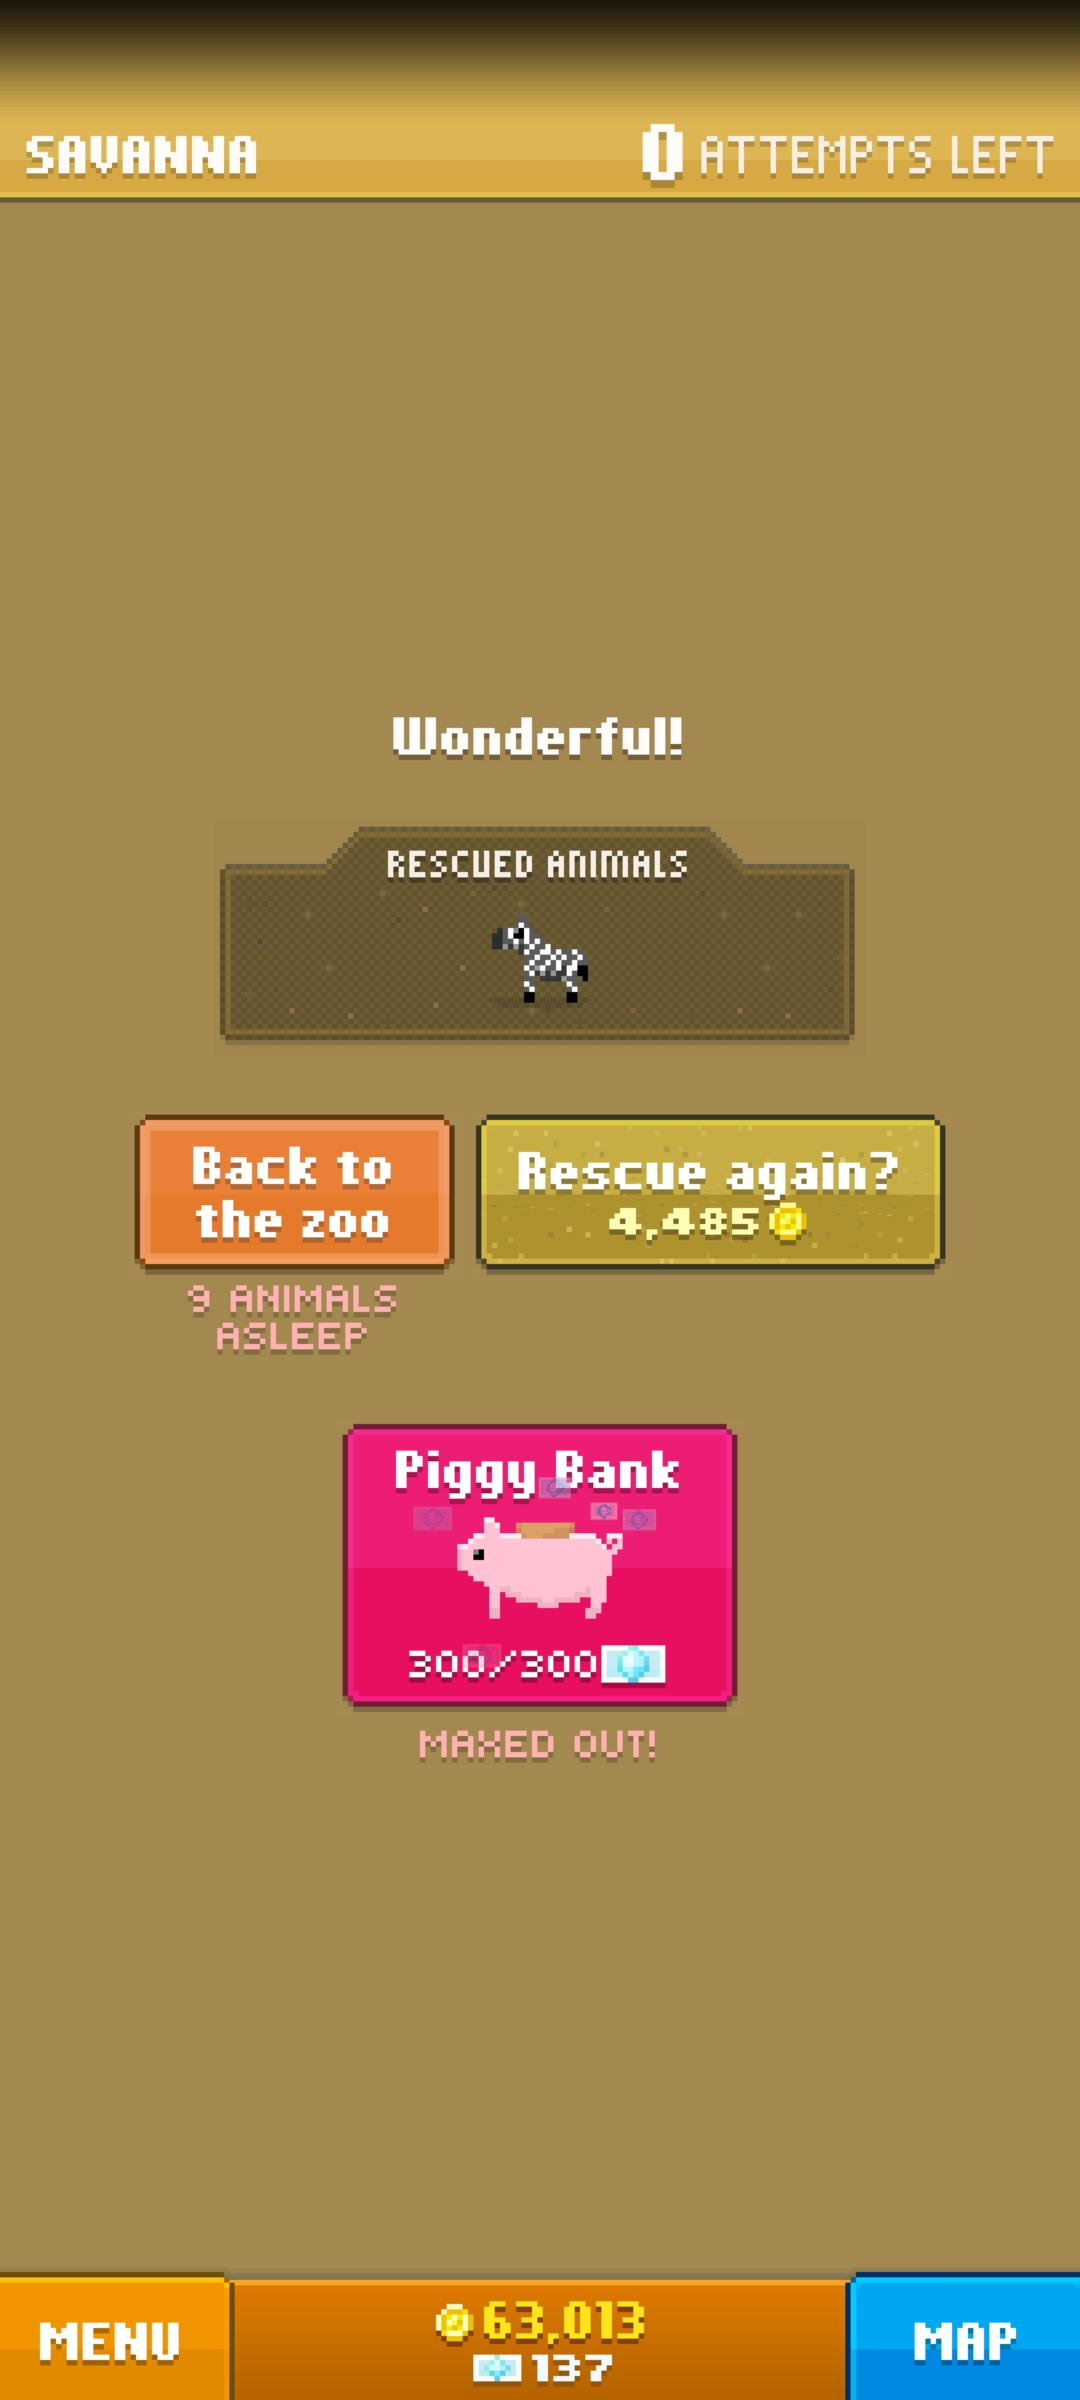 SAVANNA
0 ATTEMPTS LEFT
Wonderful!
RESCUED ANIMALS
Back to
the zoo
Rescue again?
4,485
9 ANIMALS
ASLEEP
Piggy Bank
300/300
MAXED OUT!
MENU
63,013
137
MAP